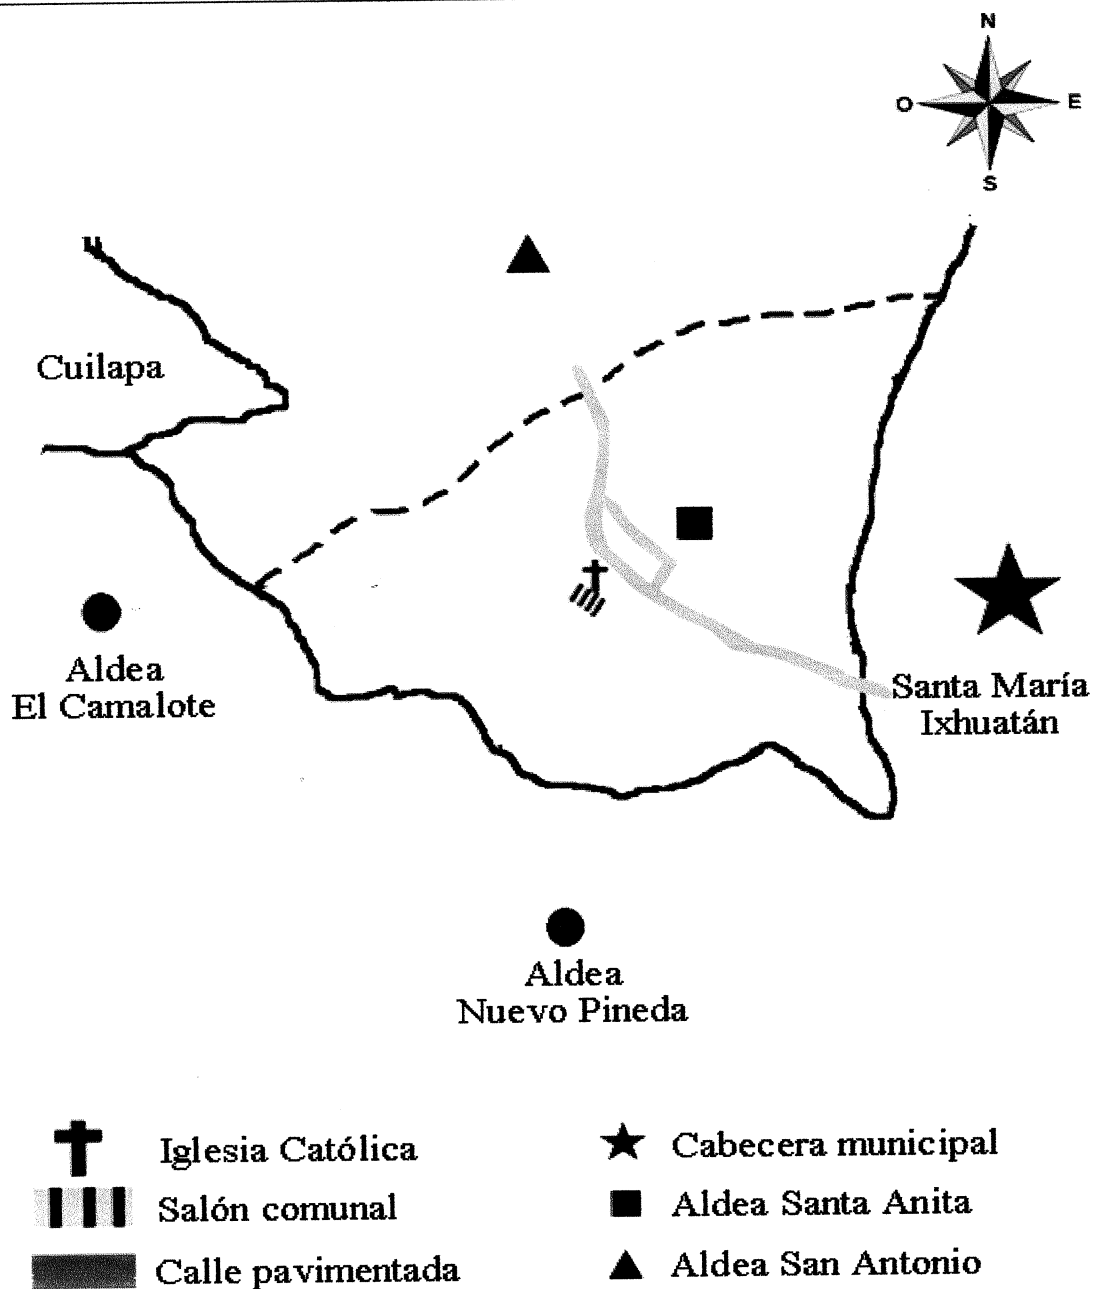 N
O
E
S
Cuilapa
Aldea
El Camalote
Santa María
Ixhuatán
Aldea
Nuevo Pineda
Iglesia Católica
Salón comunal
Calle pavimentada
Cabecera municipal
Aldea Santa Anita
Aldea San Antonio